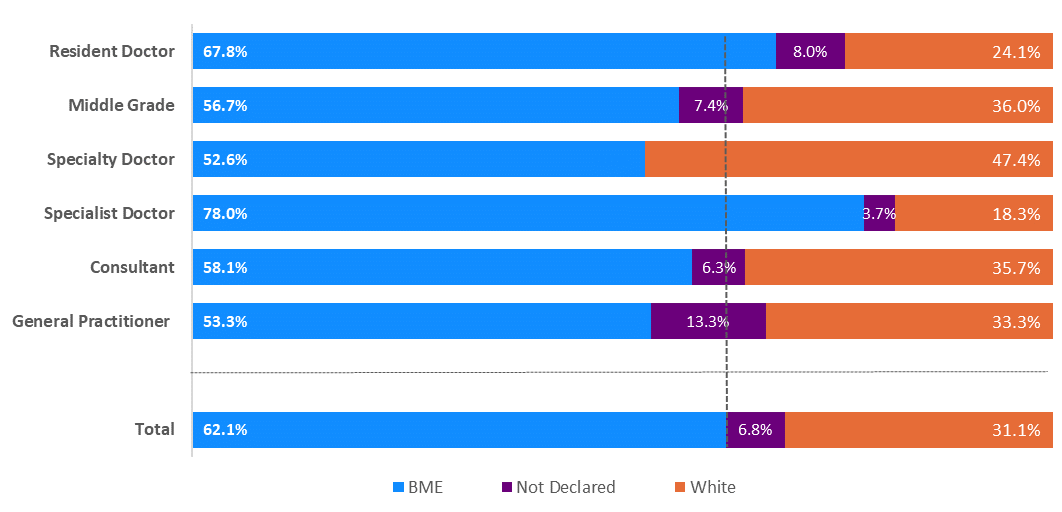 Resident Doctor 67.8% 8.0% 24.1%
Middle Grade 56.7% 7.4% 36.0%
Specialty Doctor 52.6% 47.4%
Specialist Doctor 78.0% 3.7% 18.3%
Consultant 58.1% 6.3% 35.7%
General Practitioner 53.3% 13.3% 33.3%
Total 62.1% 6.8% 31.1%
BME Not Declared White